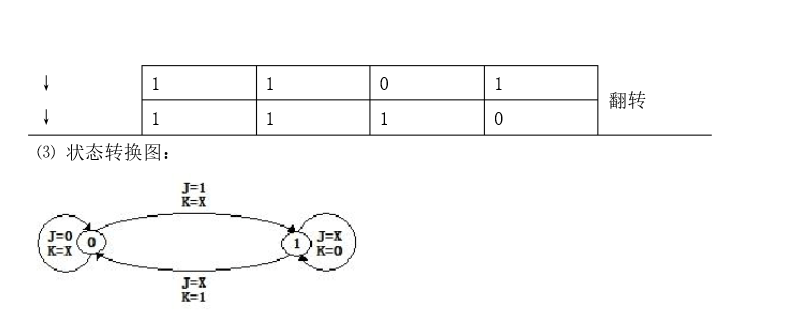 ↓ 1 1 0 1
翻转
↓ 1 1 1 0
⑶ 状态转换图：
J=1
K=X
J=0
K=X
0
1
J=X
K=0
J=X
K=1